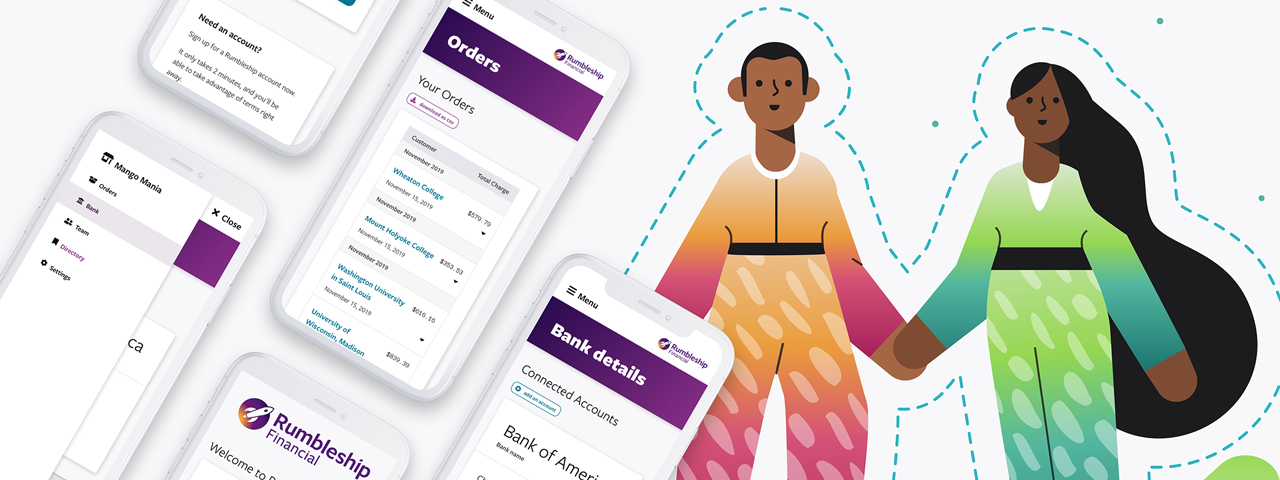 Need an account?
Sign up for a Rumbleship account now.
It only takes 2 minutes, and you'll be
able to take advantage of terms right
away.
Mango Mania
Close
Orders
Bank
Team
Directory
Settings
ca
Menu
Rumbleship
Financial
Orders
Your Orders
download as csv
Customer
Total Charge
November 2019
Wheaton College
$579.79
November 15, 2019
November 2019
Mount Holyoke College
$353.53
November 15, 2019
November 2019
Washington University
in Saint Louis
$616.16
November 15, 2019
University of
Wisconsin, Madison
$839.39
Rumbleship
Financial
Welcome to
Menu
Rumbleship
Financial
Bank details
Connected Accounts
add an account
Bank of Ameri
Bank name